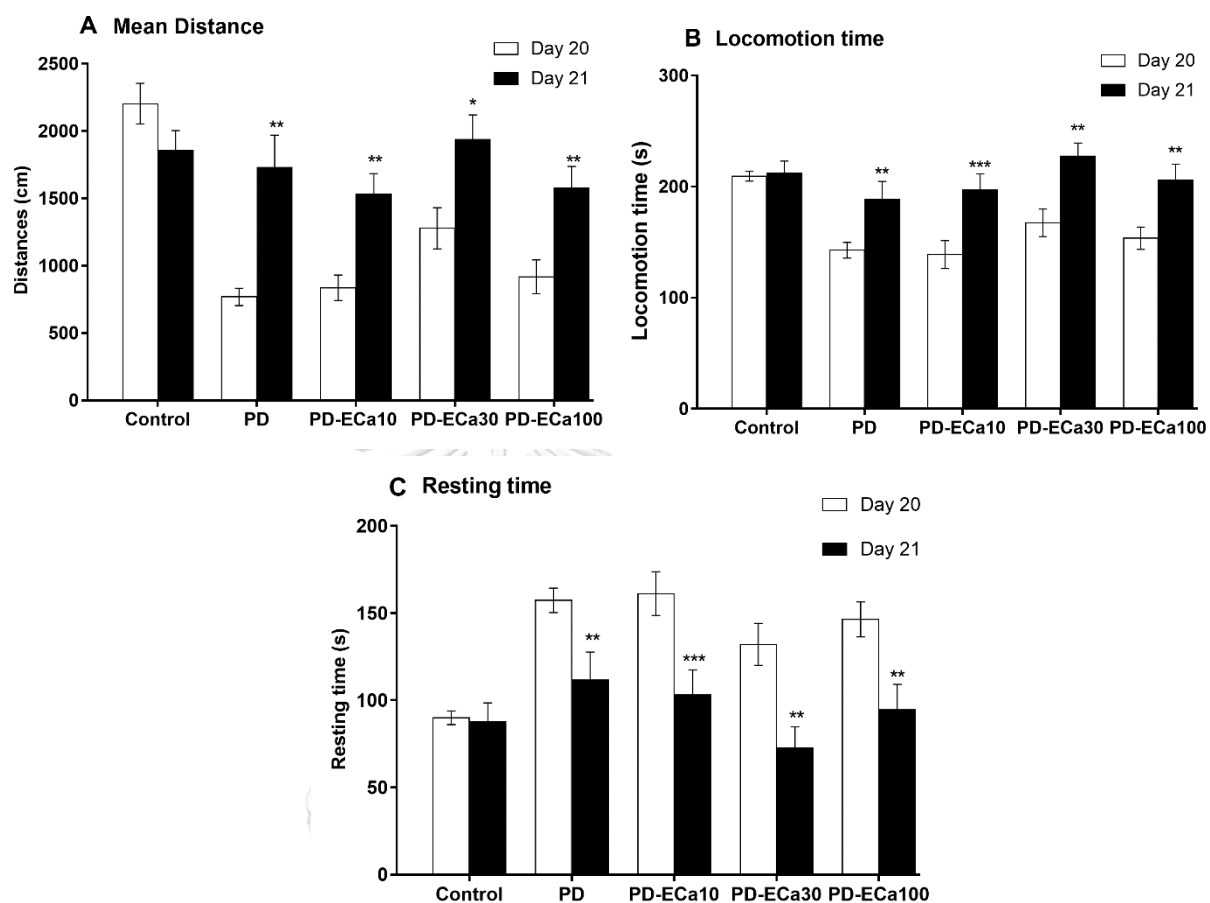 A Mean Distance
Day 20
Day 21
2500
2000
1500
1000
500
0
Distances (cm)
**
**
*
**
Control PD PD-ECa10 PD-ECa30 PD-ECa100
B Locomotion time
Day 20
Day 21
300
200
100
0
Locomotion time (s)
**
***
**
**
Control PD PD-ECa10 PD-ECa30 PD-ECa100
C Resting time
Day 20
Day 21
200
150
100
50
0
Resting time (s)
**
***
**
**
Control PD PD-ECa10 PD-ECa30 PD-ECa100